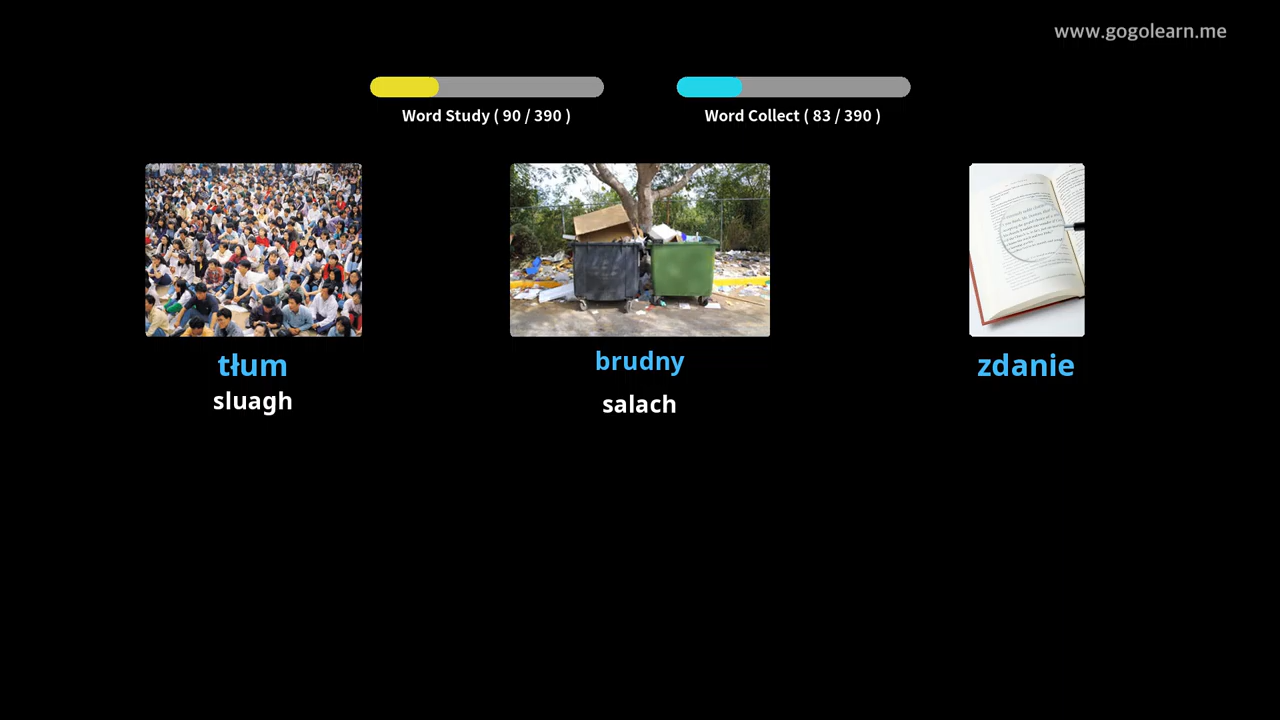 www.gogolearn.me
Word Study ( 90 / 390 )
Word Collect ( 83 / 390 )
tłum
brudny
zdanie
sluagh
salach